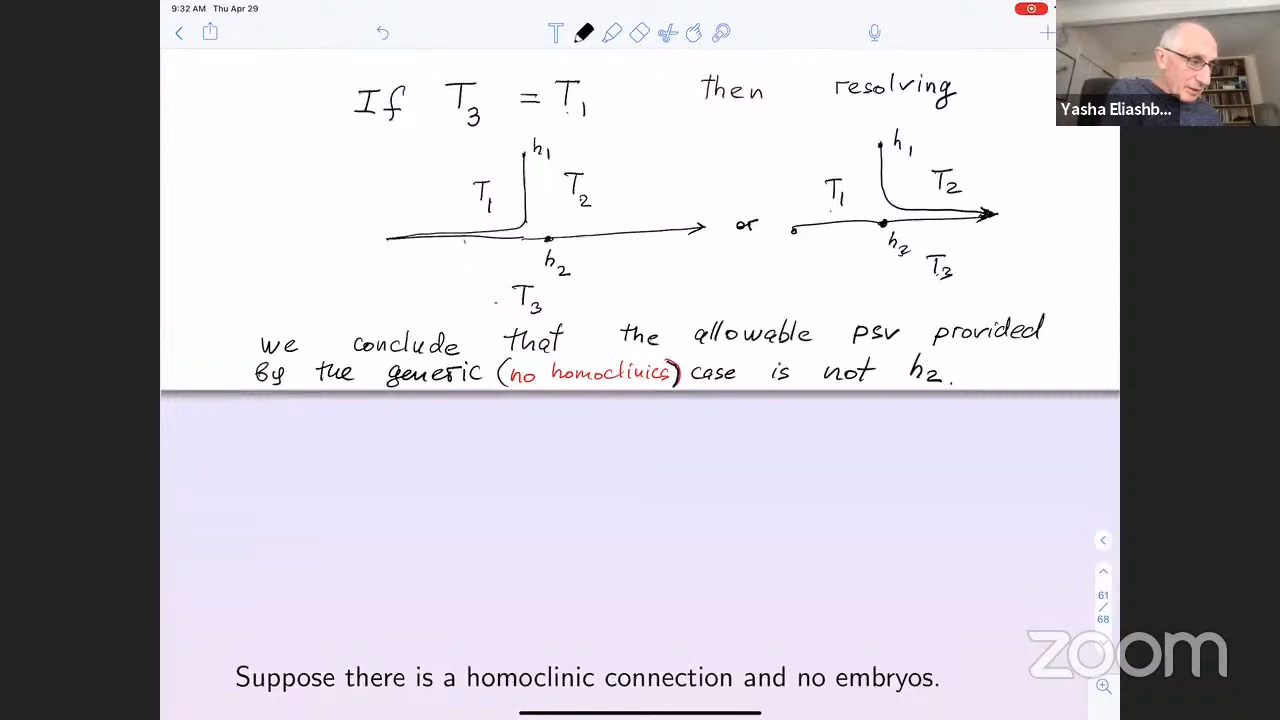 9:32 AM Thu Apr 29
If T3 = T1 then resolving
h1
T1 T2
h2
T3
or
h1
T1 T2
h2
T3
we conclude that the allowable psv provided
by the generic (no homoclinics) case is not h2.
Suppose there is a homoclinic connection and no embryos.
61
/
68
Yasha Eliashb...
zoom